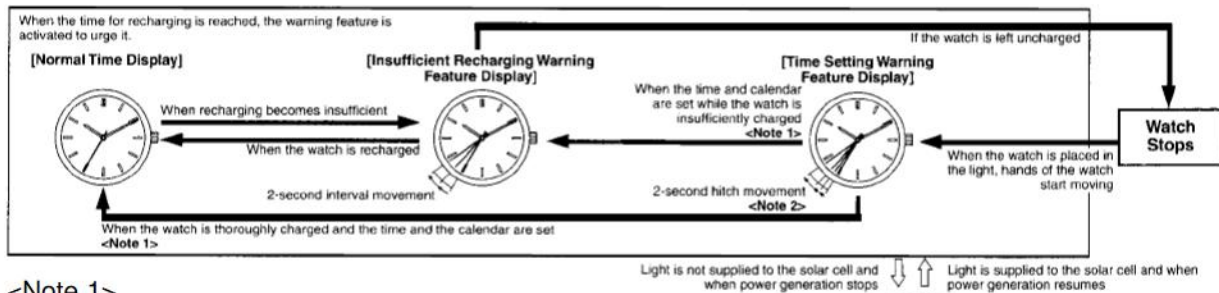 When the time for recharging is reached, the warning feature is
activated to urge it.
[Normal Time Display]
[Insufficient Recharging Warning
Feature Display]
[Time Setting Warning
Feature Display]
If the watch is left uncharged
When recharging becomes insufficient
When the watch is recharged
2-second interval movement
When the time and calendar
are set while the watch is
insufficiently charged
<Note 1>
2-second hitch movement
<Note 2>
Watch
Stops
When the watch is placed in
the light, hands of the watch
start moving
When the watch is thoroughly charged and the time and the calendar are set
<Note 1>
Light is not supplied to the solar cell and
when power generation stops
Light is supplied to the solar cell and when
power generation resumes
<Note 1>